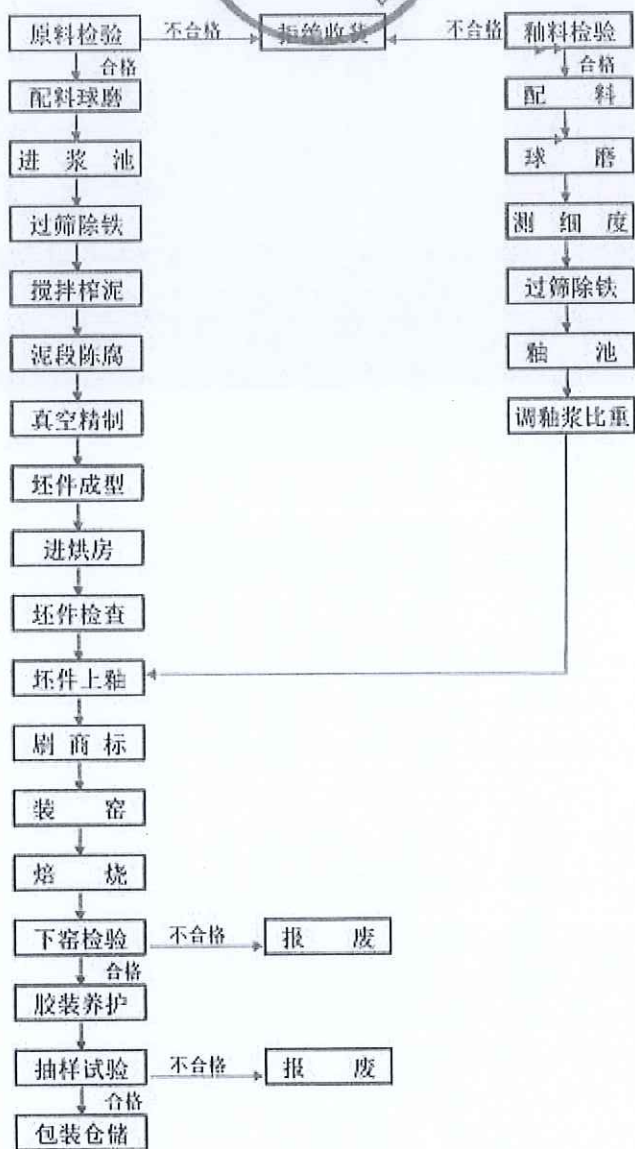 原料检验 不合格 拒绝收货 不合格 釉料检验
合格 合格
配料球磨 配 料
进 浆 池 球 磨
过筛除铁 测 细 度
搅拌榨泥 过筛除铁
泥段陈腐 釉 池
真空精制 调釉浆比重
坯件成型
进烘房
坯件检查
坯件上釉
刷 商 标
装 窑
焙 烧
下窑检验 不合格 报 废
合格
胶装养护
抽样试验 不合格 报 废
合格
包装仓储